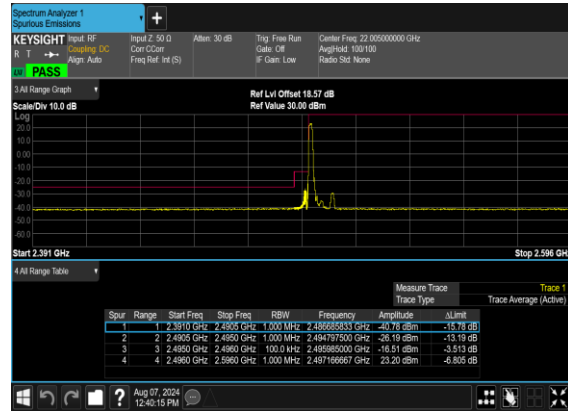 Spectrum Analyzer 1
Spurious Emissions
KEYSIGHT Input: RF Input Z: 50 Ω Atten: 30 dB Trig: Free Run Center Freq: 22.005000000 GHz
R T Coupling: DC Corr CCorr Gate: Off Avg|Hold: 100/100
Align: Auto Freq Ref: Int (S) IF Gain: Low Radio Std: None
LW PASS
3 All Range Graph
Ref Lvl Offset 18.57 dB
Scale/Div 10.0 dB Ref Value 30.00 dBm
Log
20.0
10.0
0.00
-10.0
-20.0
-30.0
-40.0
-50.0
-60.0
Start 2.391 GHz Stop 2.596 GHz
4 All Range Table
Measure Trace Trace 1
Trace Type Trace Average (Active)
Spur Range Start Freq Stop Freq RBW Frequency Amplitude ΔLimit
1 1 2.3910 GHz 2.4905 GHz 1.000 MHz 2.486685833 GHz -40.78 dBm -15.78 dB
2 2 2.4905 GHz 2.4950 GHz 1.000 MHz 2.494797500 GHz -26.19 dBm -13.19 dB
3 3 2.4950 GHz 2.4960 GHz 100.0 kHz 2.495985000 GHz -16.51 dBm -3.513 dB
4 4 2.4960 GHz 2.5960 GHz 1.000 MHz 2.497166667 GHz 23.20 dBm -6.805 dB
Aug 07, 2024
12:40:15 PM